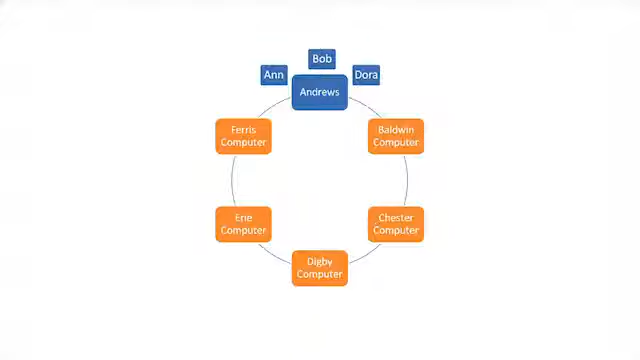 Bob
Ann
Dora
Andrews
Ferris
Computer
Baldwin
Computer
Erie
Computer
Chester
Computer
Digby
Computer